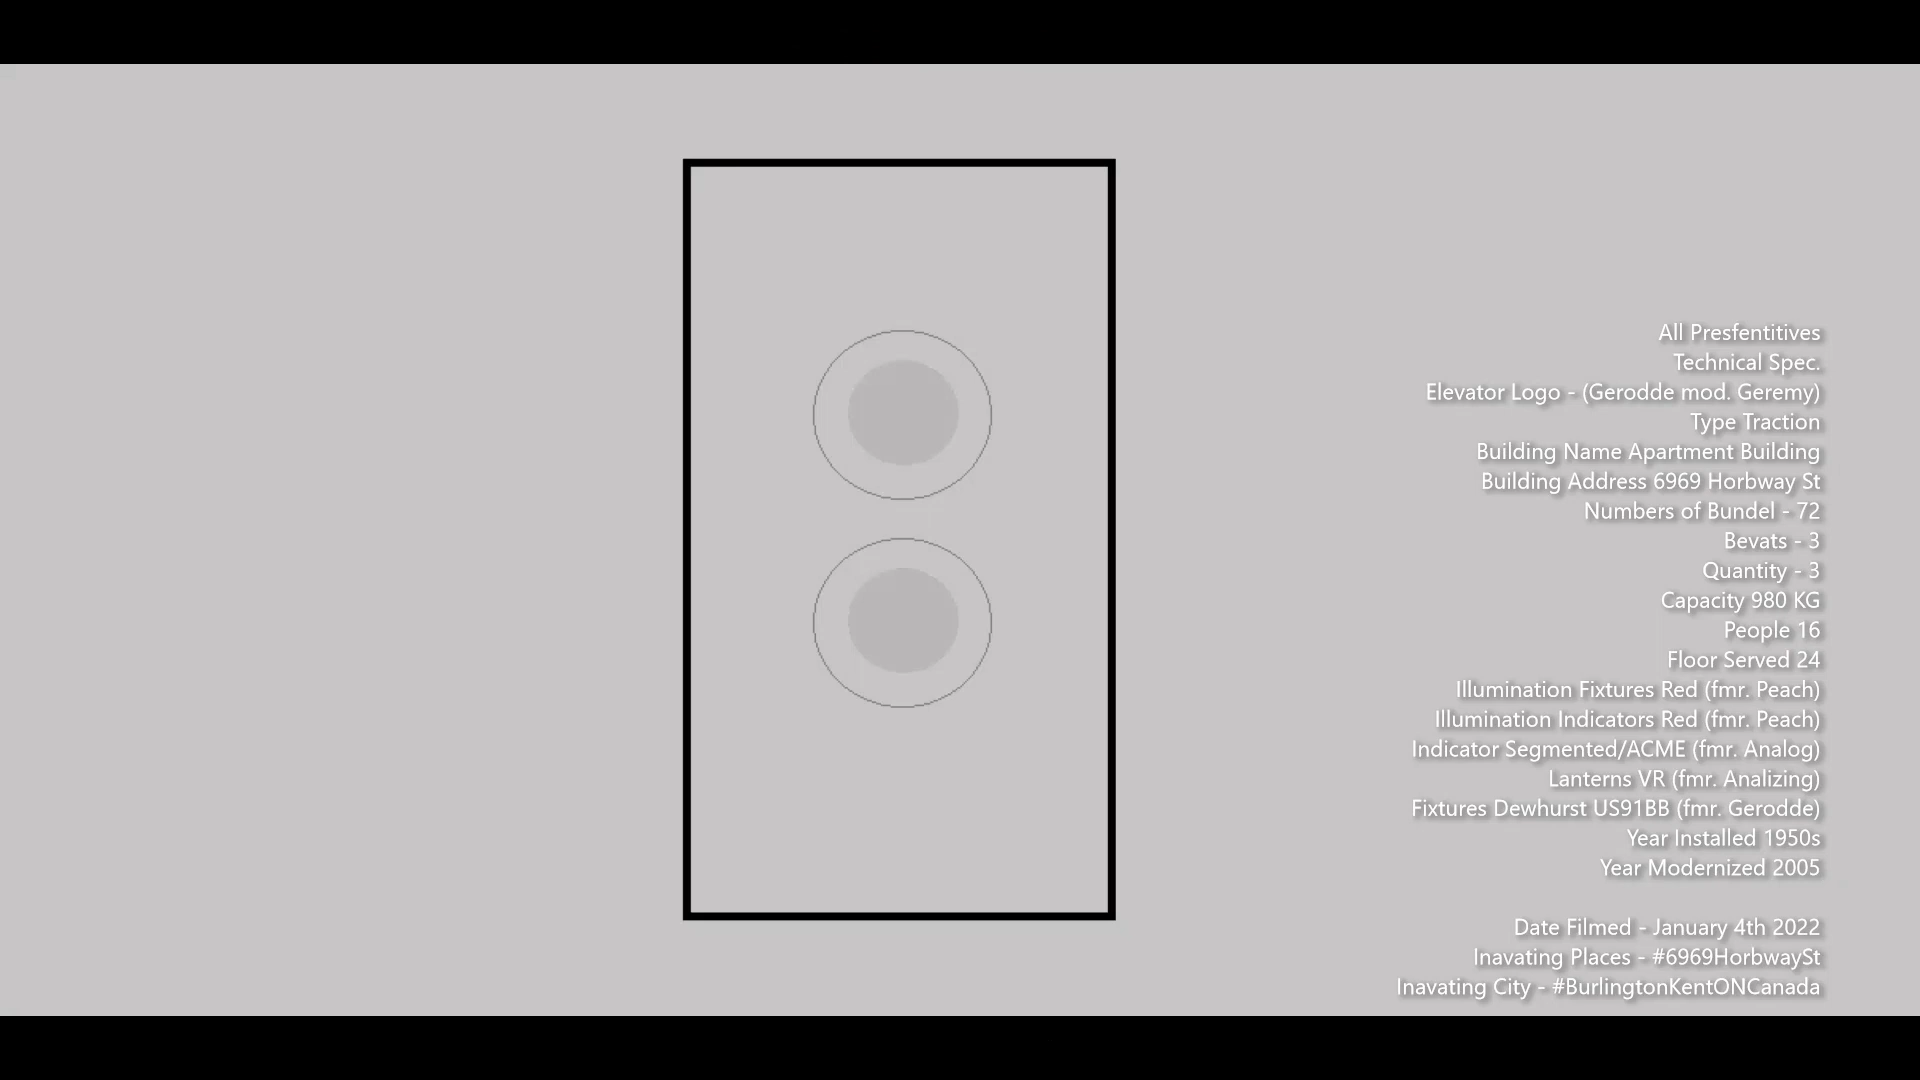 All Presfentitives
Technical Spec.
Elevator Logo - (Gerodde mod. Geremy)
Type Traction
Building Name Apartment Building
Building Address 6969 Horbway St
Numbers of Bundel - 72
Bevats - 3
Quantity - 3
Capacity 980 KG
People 16
Floor Served 24
Illumination Fixtures Red (fmr. Peach)
Illumination Indicators Red (fmr. Peach)
Indicator Segmented/ACME (fmr. Analog)
Lanterns VR (fmr. Analizing)
Fixtures Dewhurst US91BB (fmr. Gerodde)
Year Installed 1950s
Year Modernized 2005
Date Filmed - January 4th 2022
Inavating Places - #6969HorbwaySt
Inavating City - #BurlingtonKentONCanada